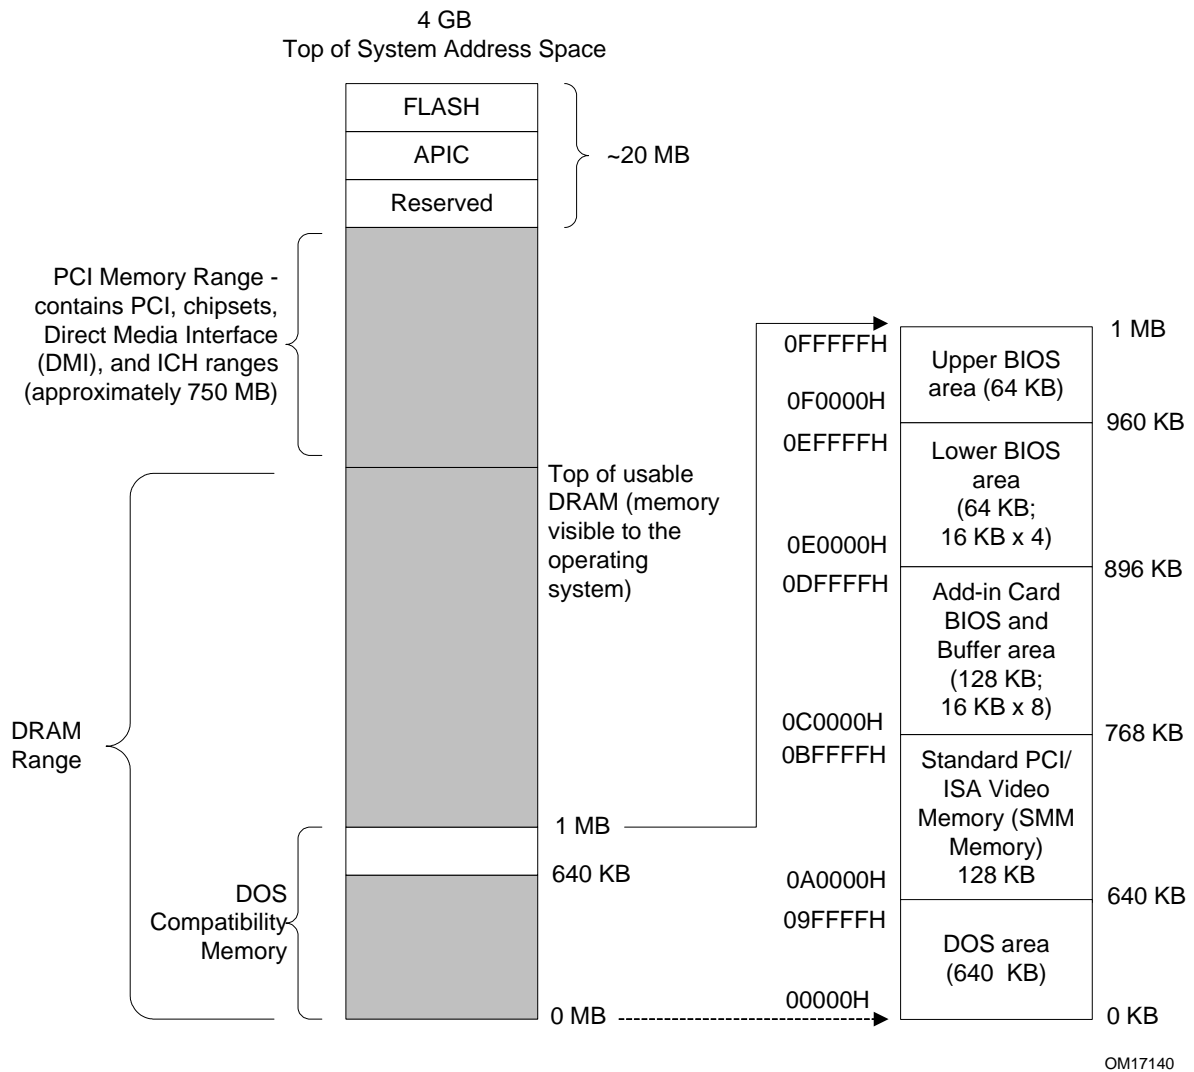 4 GB
Top of System Address Space
FLASH
APIC
Reserved
~20 MB
PCI Memory Range -
contains PCI, chipsets,
Direct Media Interface
(DMI), and ICH ranges
(approximately 750 MB)
Top of usable
DRAM (memory
visible to the
operating
system)
DRAM
Range
1 MB
640 KB
DOS
Compatibility
Memory
0 MB
0FFFFFH
Upper BIOS
area (64 KB)
1 MB
0F0000H
960 KB
0EFFFFH
Lower BIOS
area
(64 KB;
16 KB x 4)
0E0000H
896 KB
0DFFFFH
Add-in Card
BIOS and
Buffer area
(128 KB;
16 KB x 8)
0C0000H
768 KB
0BFFFFH
Standard PCI/
ISA Video
Memory (SMM
Memory)
128 KB
0A0000H
640 KB
09FFFFH
DOS area
(640  KB)
00000H
0 KB
OM17140